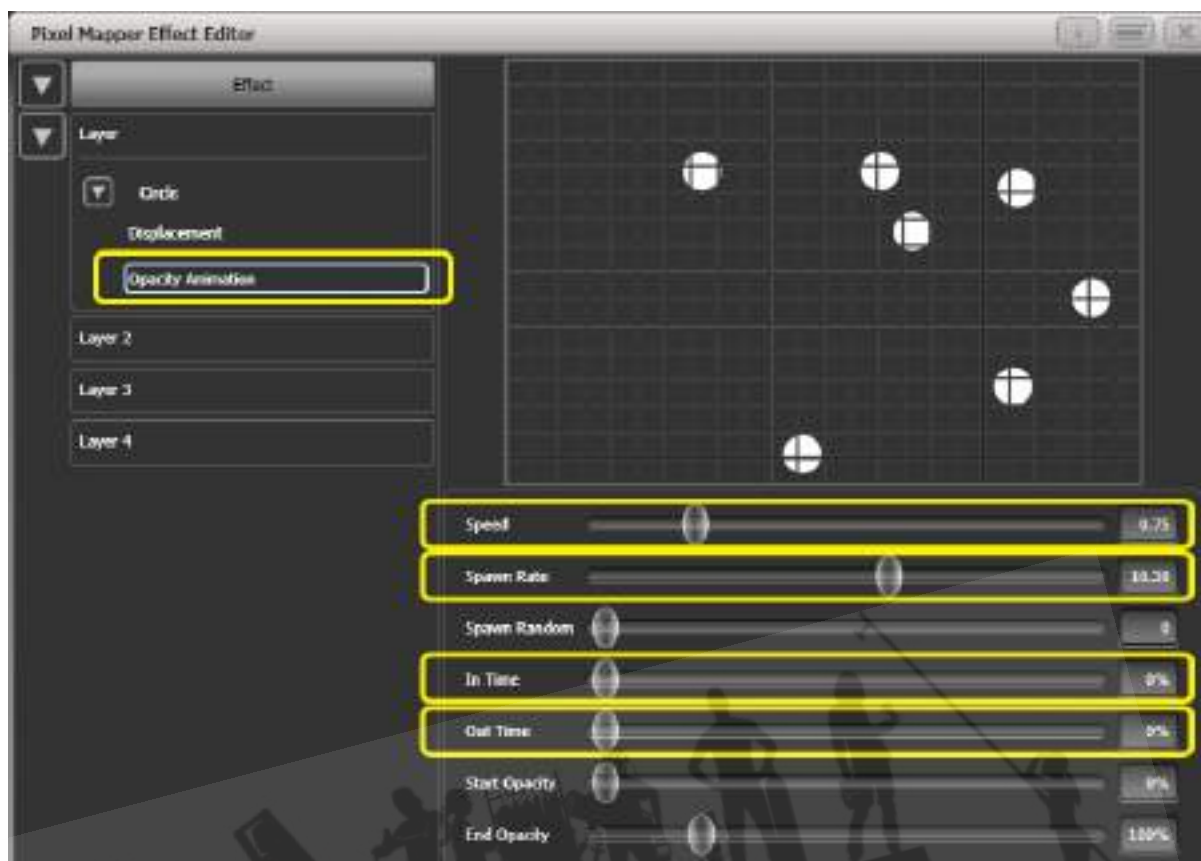 Pixel Mapper Effect Editor
Effect
Layer
Circle
Displacement
Opacity Animation
Layer 2
Layer 3
Layer 4
Speed 0.75
Spawn Rate
Spawn Random 0
In Time 0%
Out Time 0%
Start Opacity 0%
End Opacity 100%